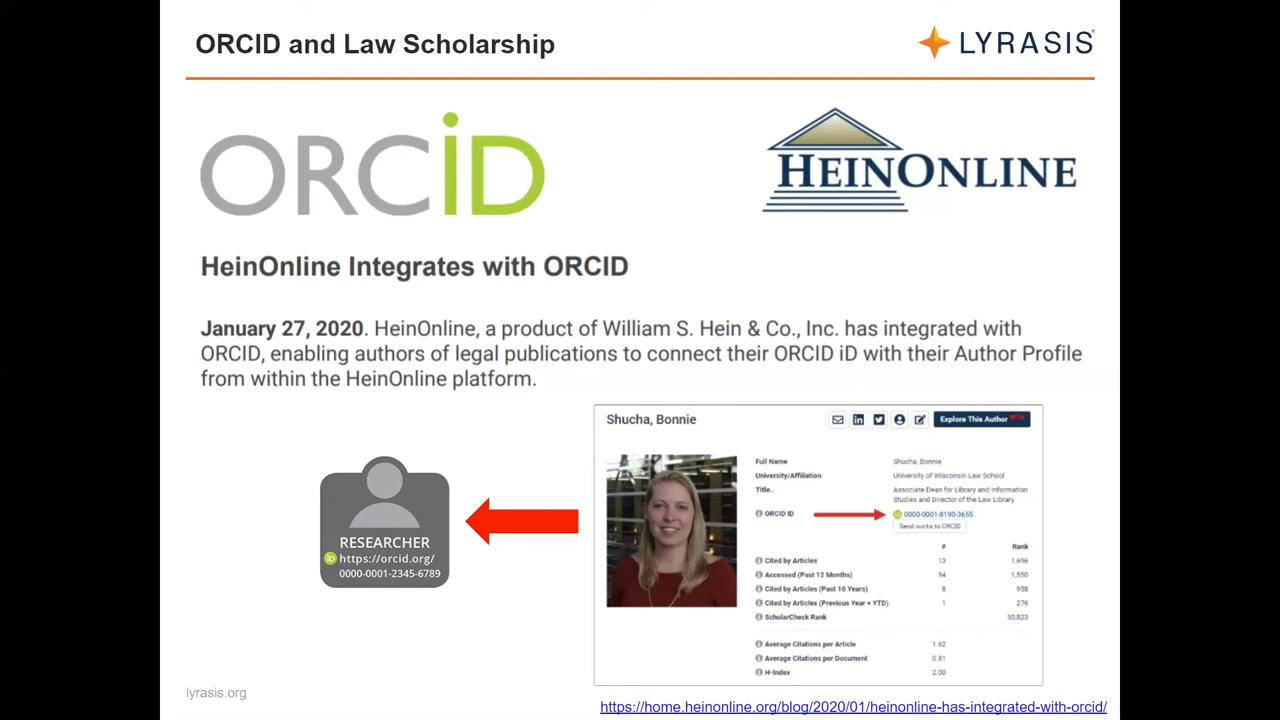 ORCID and Law Scholarship
LYRASIS
ORCiD
HEINONLINE
HeinOnline Integrates with ORCID
January 27, 2020. HeinOnline, a product of William S. Hein & Co., Inc. has integrated with
ORCID, enabling authors of legal publications to connect their ORCID iD with their Author Profile
from within the HeinOnline platform.
Shucha, Bonnie
Explore This Author BETA
Full Name Shucha, Bonnie
University/Affiliation University of Wisconsin Law School
Title.. Associate Dean for Library and Information
Studies and Director of the Law Library
ORCID ID iD 0000-0001-8190-3655
Send works to ORCID
# Rank
Cited by Articles 13 1,696
Accessed (Past 12 Months) 94 1,550
Cited by Articles (Past 10 Years) 8 958
Cited by Articles (Previous Year + YTD) 1 276
ScholarCheck Rank 30,823
Average Citations per Article 1.62
Average Citations per Document 0.81
H-Index 2.00
RESEARCHER
iD https://orcid.org/
0000-0001-2345-6789
lyrasis.org
https://home.heinonline.org/blog/2020/01/heinonline-has-integrated-with-orcid/